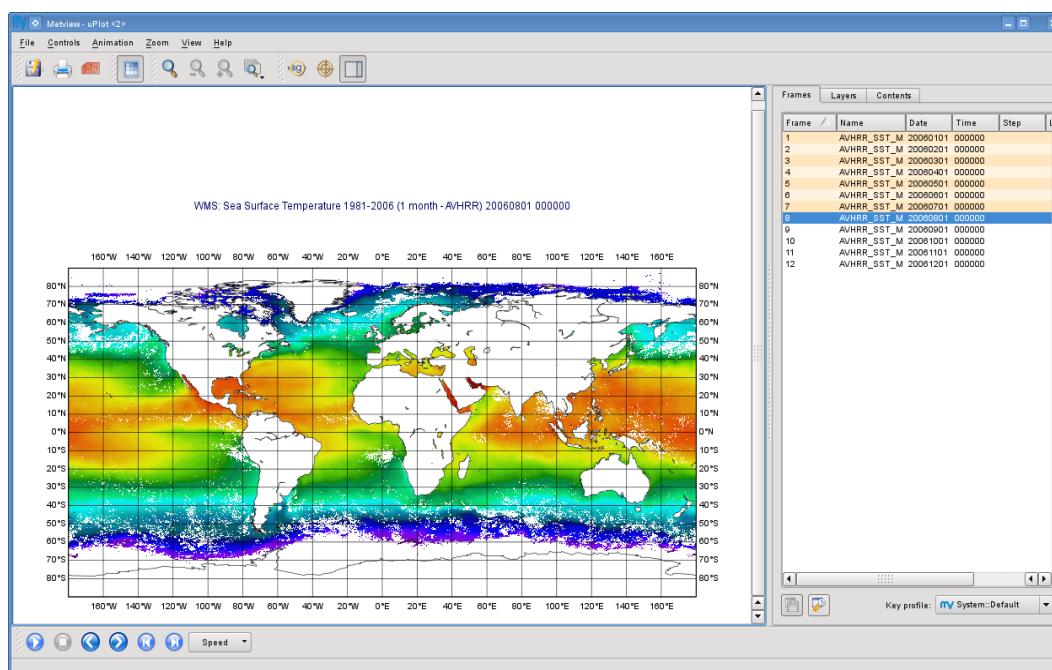 Metview - uPlot <2>
File Controls Animation Zoom View Help
Frames Layers Contents
Frame Name Date Time Step L
1 AVHRR_SST_M 20060101 000000
2 AVHRR_SST_M 20060201 000000
3 AVHRR_SST_M 20060301 000000
4 AVHRR_SST_M 20060401 000000
5 AVHRR_SST_M 20060501 000000
6 AVHRR_SST_M 20060601 000000
7 AVHRR_SST_M 20060701 000000
8 AVHRR_SST_M 20060801 000000
9 AVHRR_SST_M 20060901 000000
10 AVHRR_SST_M 20061001 000000
11 AVHRR_SST_M 20061101 000000
12 AVHRR_SST_M 20061201 000000
WMS: Sea Surface Temperature 1981-2006 (1 month - AVHRR) 20060801 000000
160°W 140°W 120°W 100°W 80°W 60°W 40°W 20°W 0°E 20°E 40°E 60°E 80°E 100°E 120°E 140°E 160°E
80°N 80°N
70°N 70°N
60°N 60°N
50°N 50°N
40°N 40°N
30°N 30°N
20°N 20°N
10°N 10°N
0°N 0°N
10°S 10°S
20°S 20°S
30°S 30°S
40°S 40°S
50°S 50°S
60°S 60°S
70°S 70°S
80°S 80°S
160°W 140°W 120°W 100°W 80°W 60°W 40°W 20°W 0°E 20°E 40°E 60°E 80°E 100°E 120°E 140°E 160°E
Key profile: System::Default
Speed